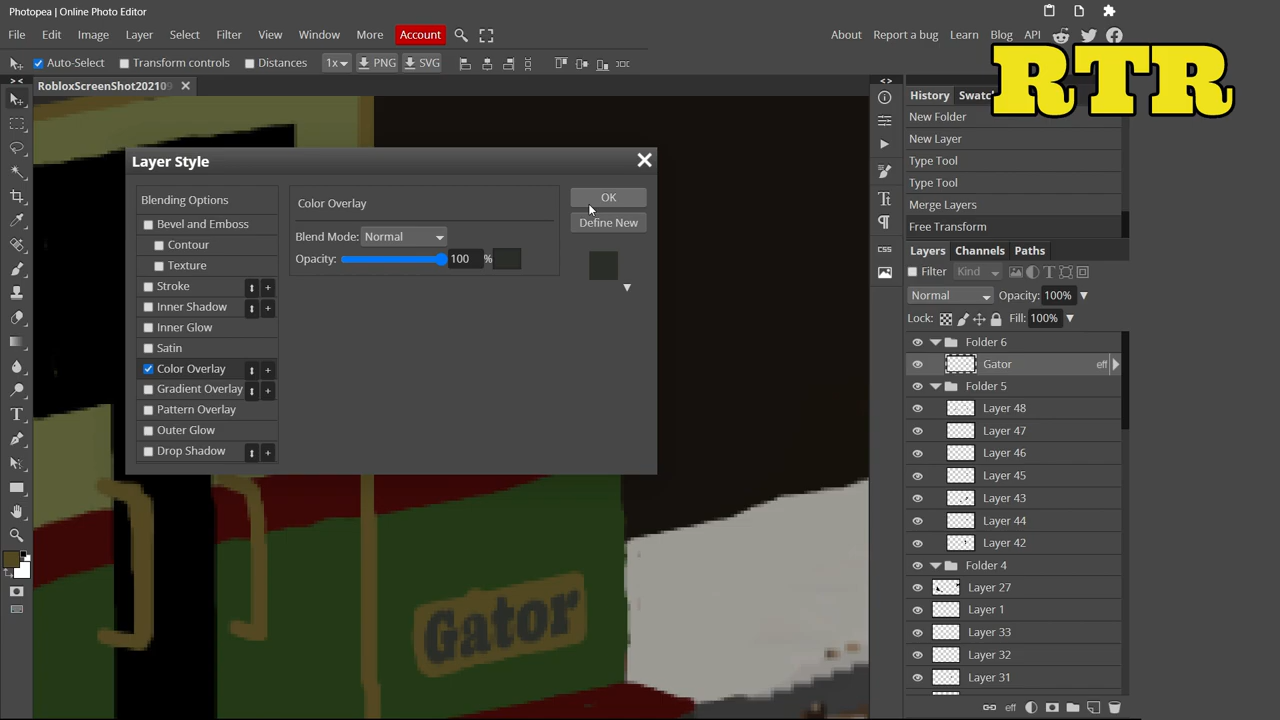 Photopea | Online Photo Editor
File Edit Image Layer Select Filter View Window More Account
About Report a bug Learn Blog API
RTR
Auto-Select Transform controls Distances 1x PNG SVG
RobloxScreenShot202109
History Swatc
New Folder
New Layer
Type Tool
Type Tool
Merge Layers
Free Transform
Layer Style
Blending Options
Bevel and Emboss
Contour
Texture
Stroke
Inner Shadow
Inner Glow
Satin
Color Overlay
Gradient Overlay
Pattern Overlay
Outer Glow
Drop Shadow
Color Overlay
Blend Mode: Normal
Opacity: 100 %
OK
Define New
CSS
Layers Channels Paths
Filter Kind
Normal Opacity: 100%
Lock: Fill: 100%
Folder 6
Gator eff
Folder 5
Layer 48
Layer 47
Layer 46
Layer 45
Layer 43
Layer 44
Layer 42
Folder 4
Layer 27
Layer 1
Layer 33
Layer 32
Layer 31
eff
Gator